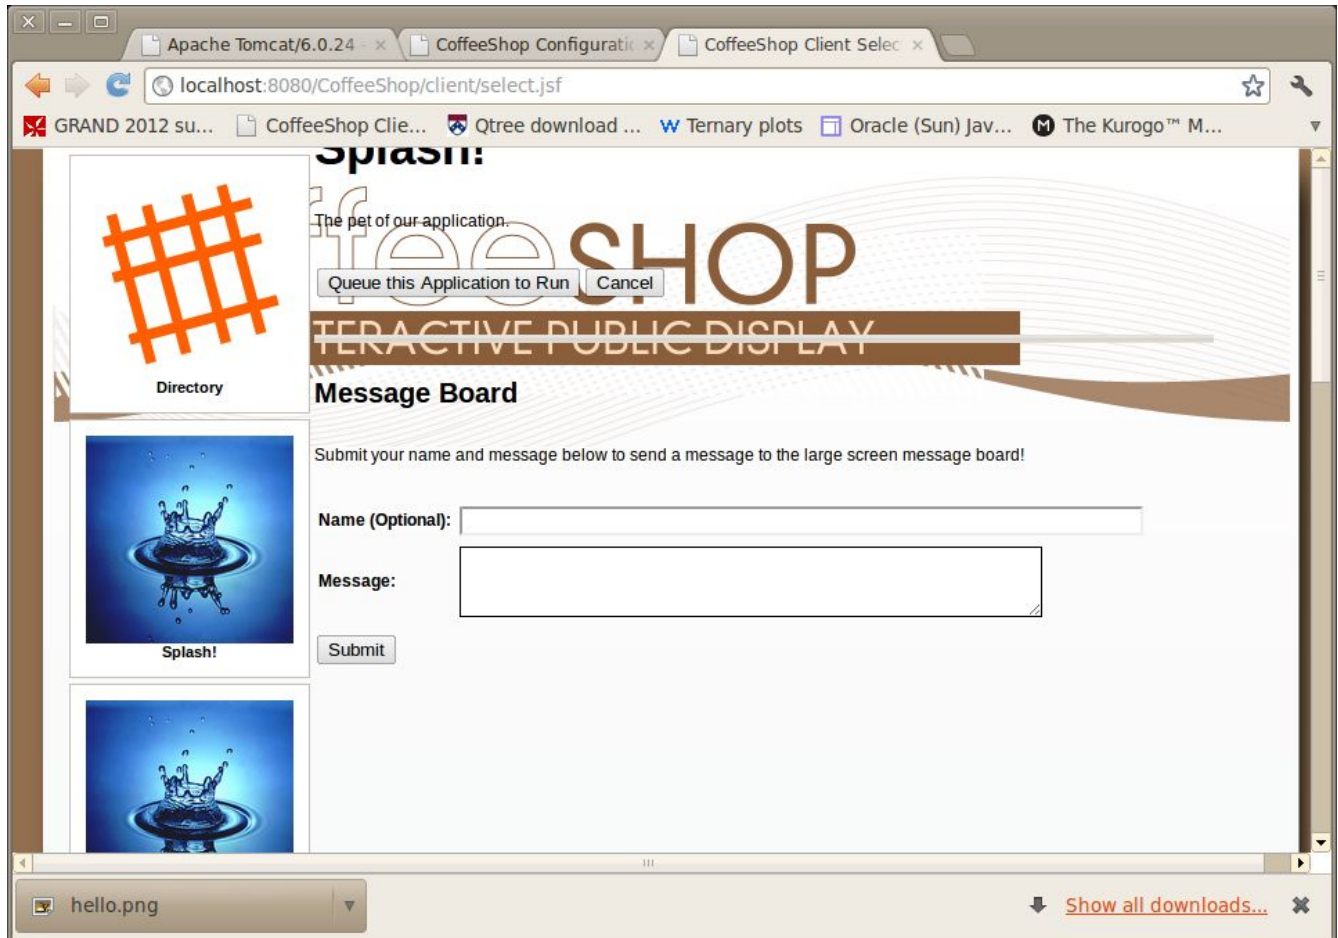 Apache Tomcat/6.0.24 -
CoffeeShop Configuratic
CoffeeShop Client Selec
localhost:8080/CoffeeShop/client/select.jsf
GRAND 2012 su...
CoffeeShop Clie...
Qtree download ...
W Ternary plots
Oracle (Sun) Jav...
M The Kurogo™ M...
Splash!
The pet of our application.
ffeeSHOP
Queue this Application to Run
Cancel
TERACTIVE PUBLIC DISPLAY
Directory
Message Board
Submit your name and message below to send a message to the large screen message board!
Name (Optional):
Message:
Splash!
Submit
hello.png
Show all downloads...